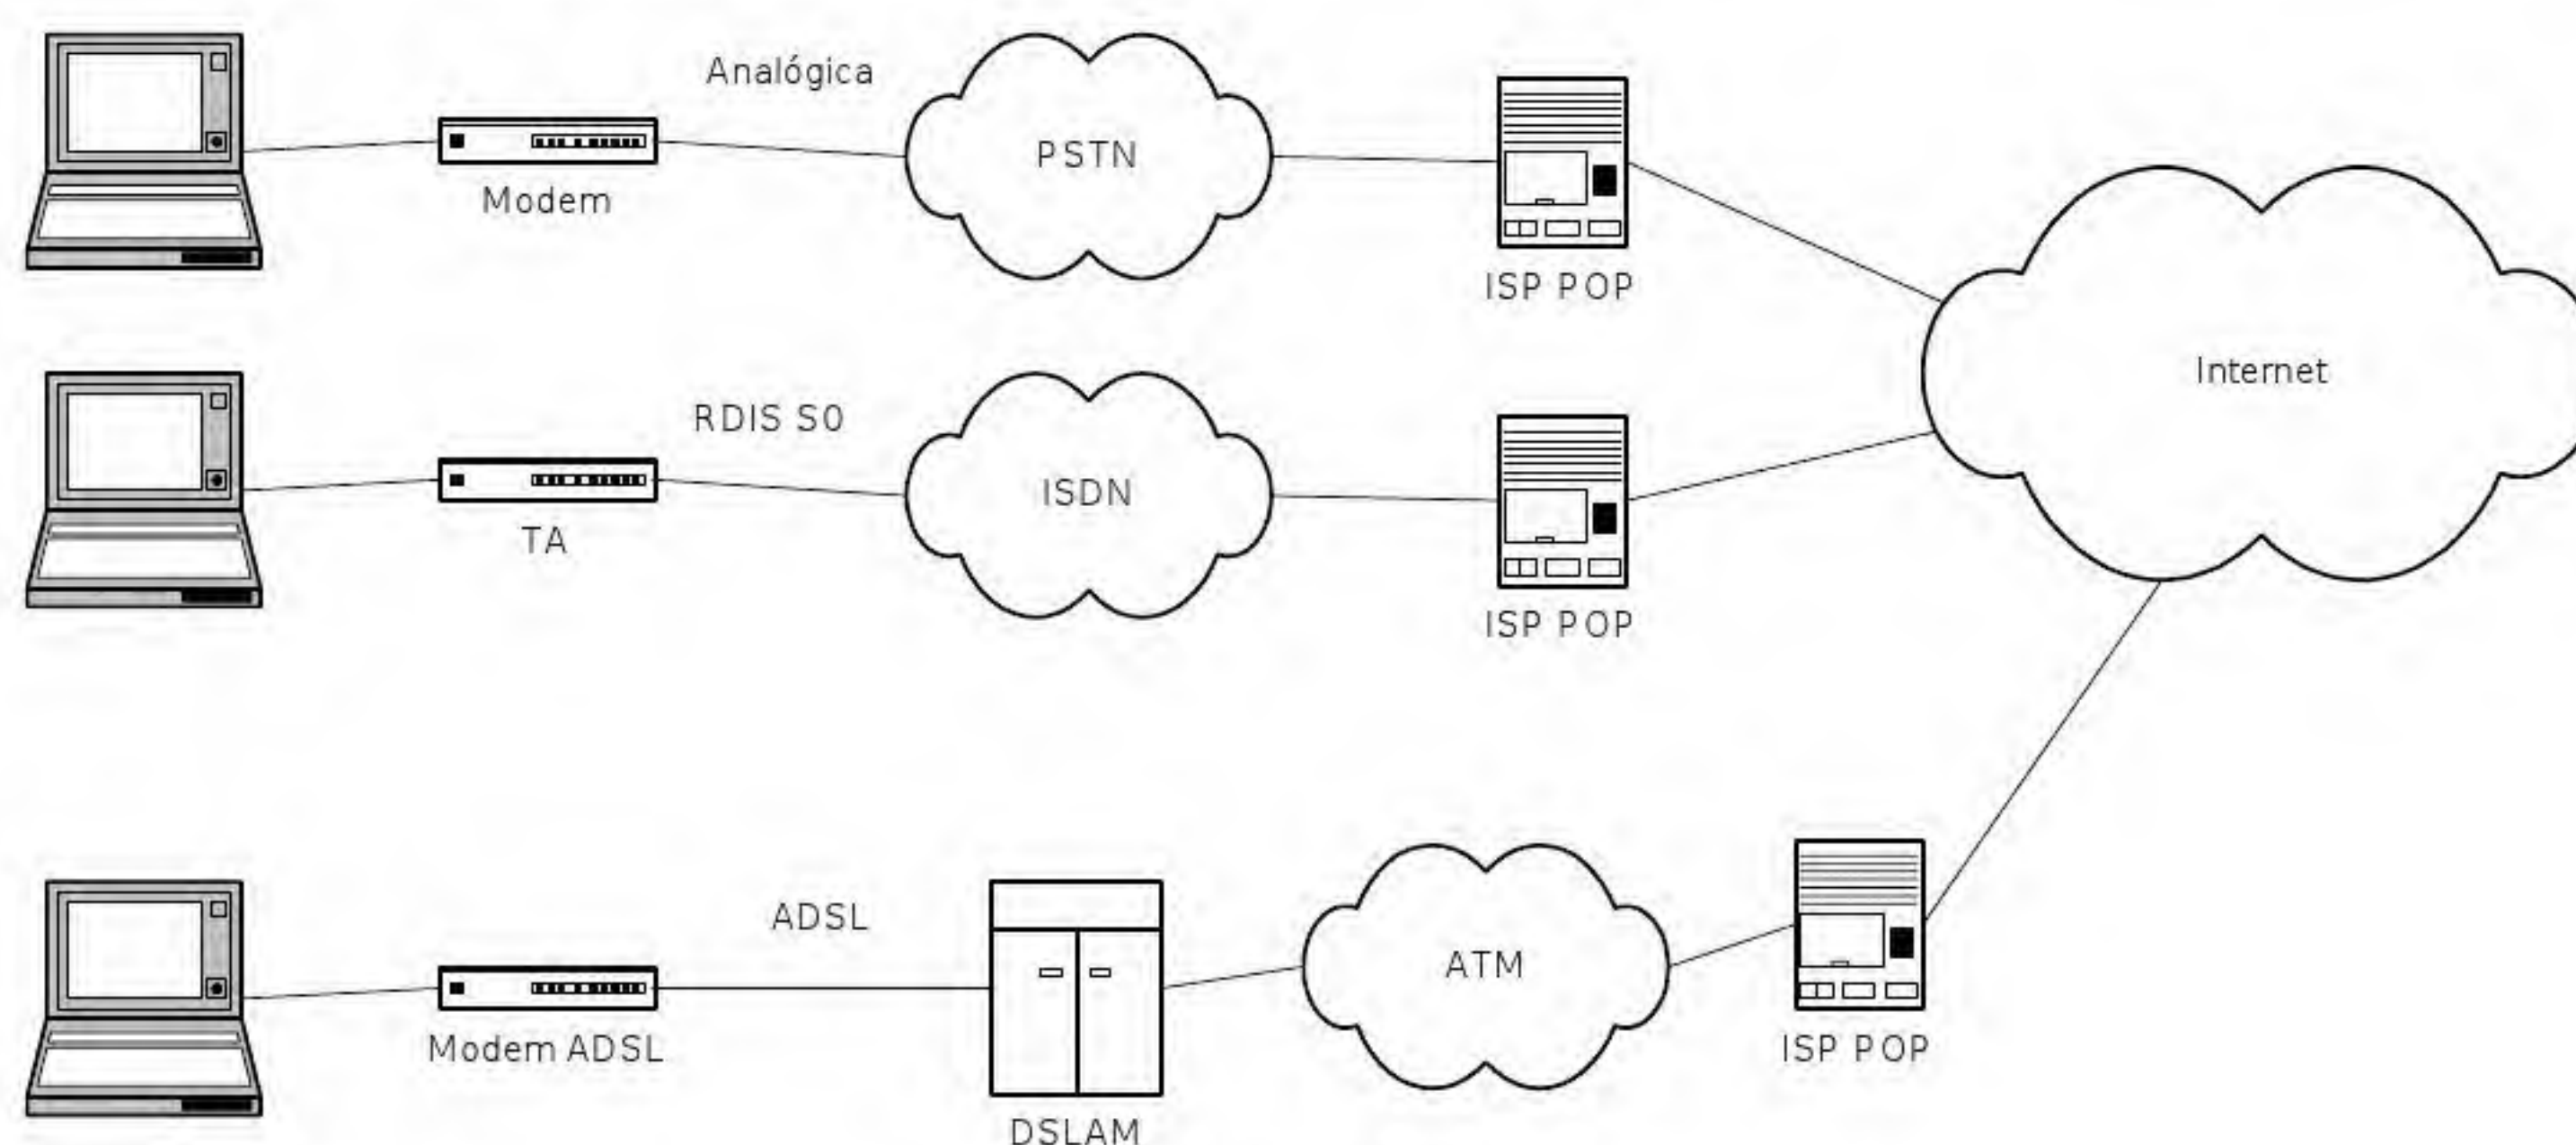 Analógica
PSTN
Modem
ISP POP
Internet
RDIS S0
ISDN
TA
ISP POP
ADSL
ATM
Modem ADSL
ISP POP
DSLAM